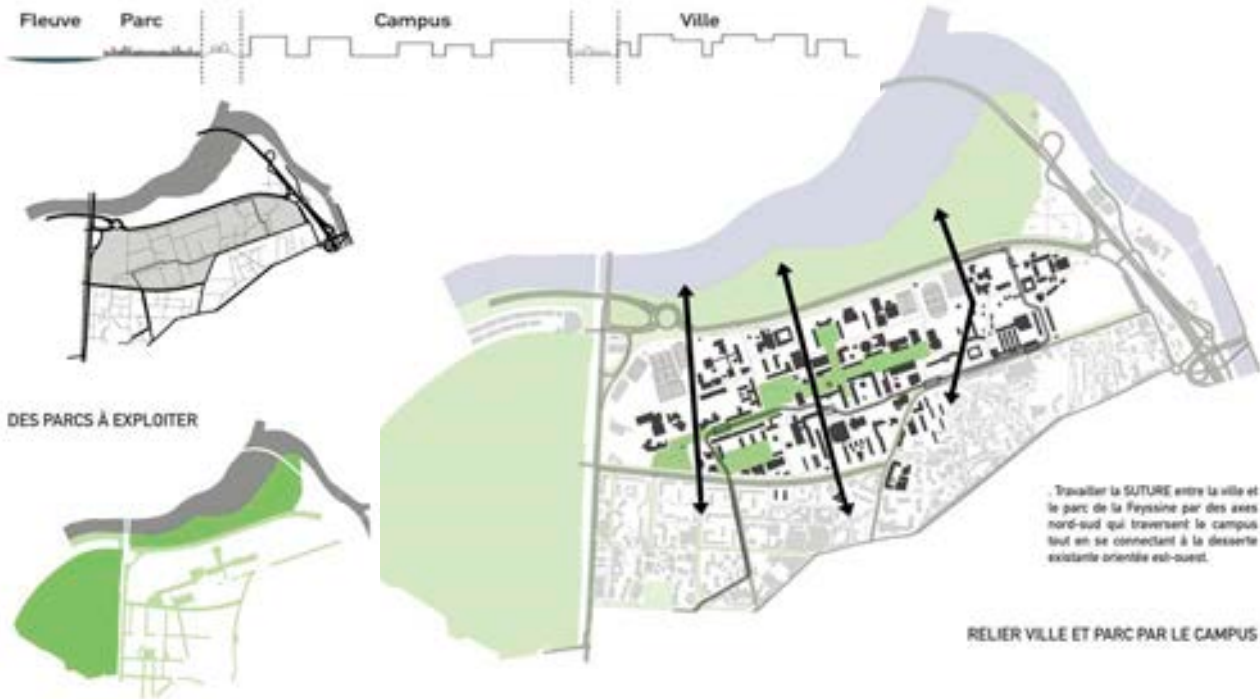 Fleuve Parc Campus Ville
DES PARCS À EXPLOITER
. Travailler la SUTURE entre la ville et
le parc de la Feyssine par des axes
nord-sud qui traversent le campus
tout en se connectant à la desserte
existante orientée est-ouest.
RELIER VILLE ET PARC PAR LE CAMPUS